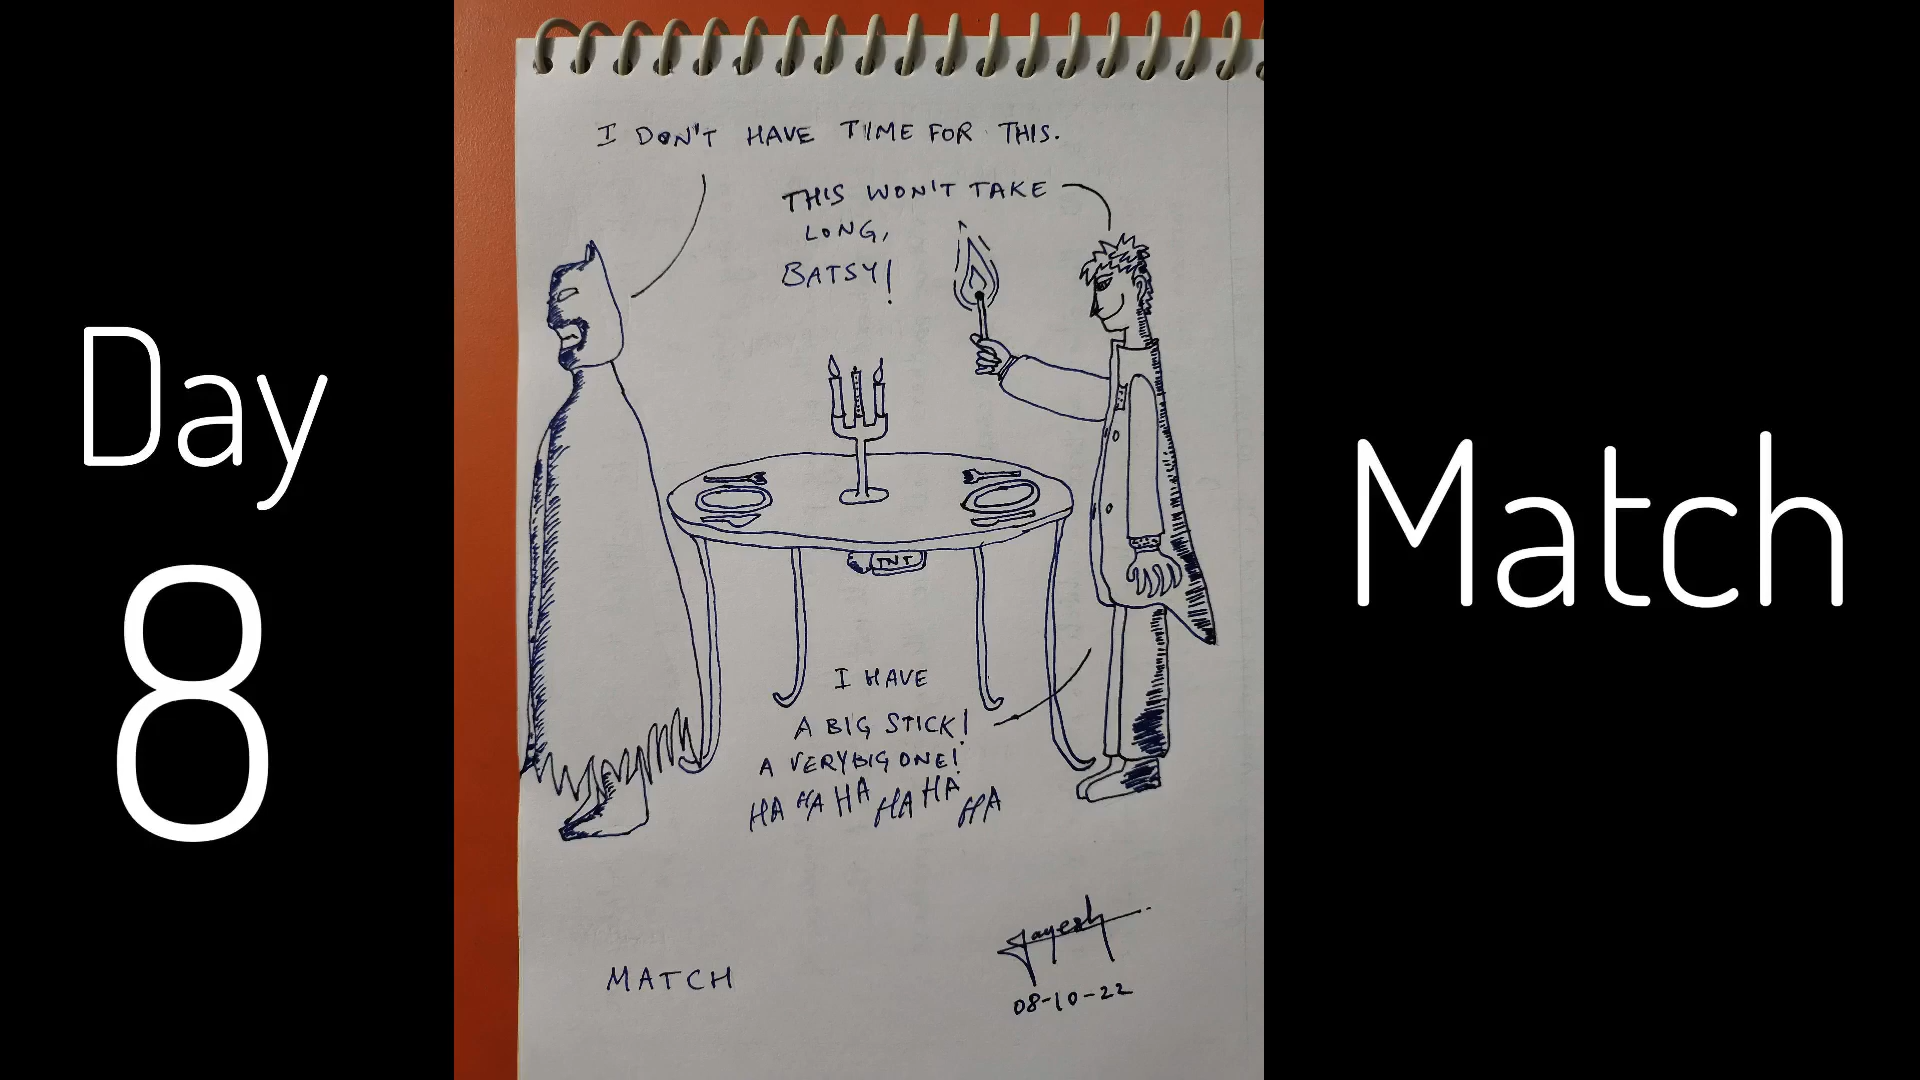 Day
8
I DON'T HAVE TIME FOR THIS.
THIS WON'T TAKE
LONG,
BATSY!
TNT
I HAVE
A BIG STICK!
A VERY BIG ONE!
HA HA HA HA HA HA
Jayesh
08-10-22
MATCH
Match